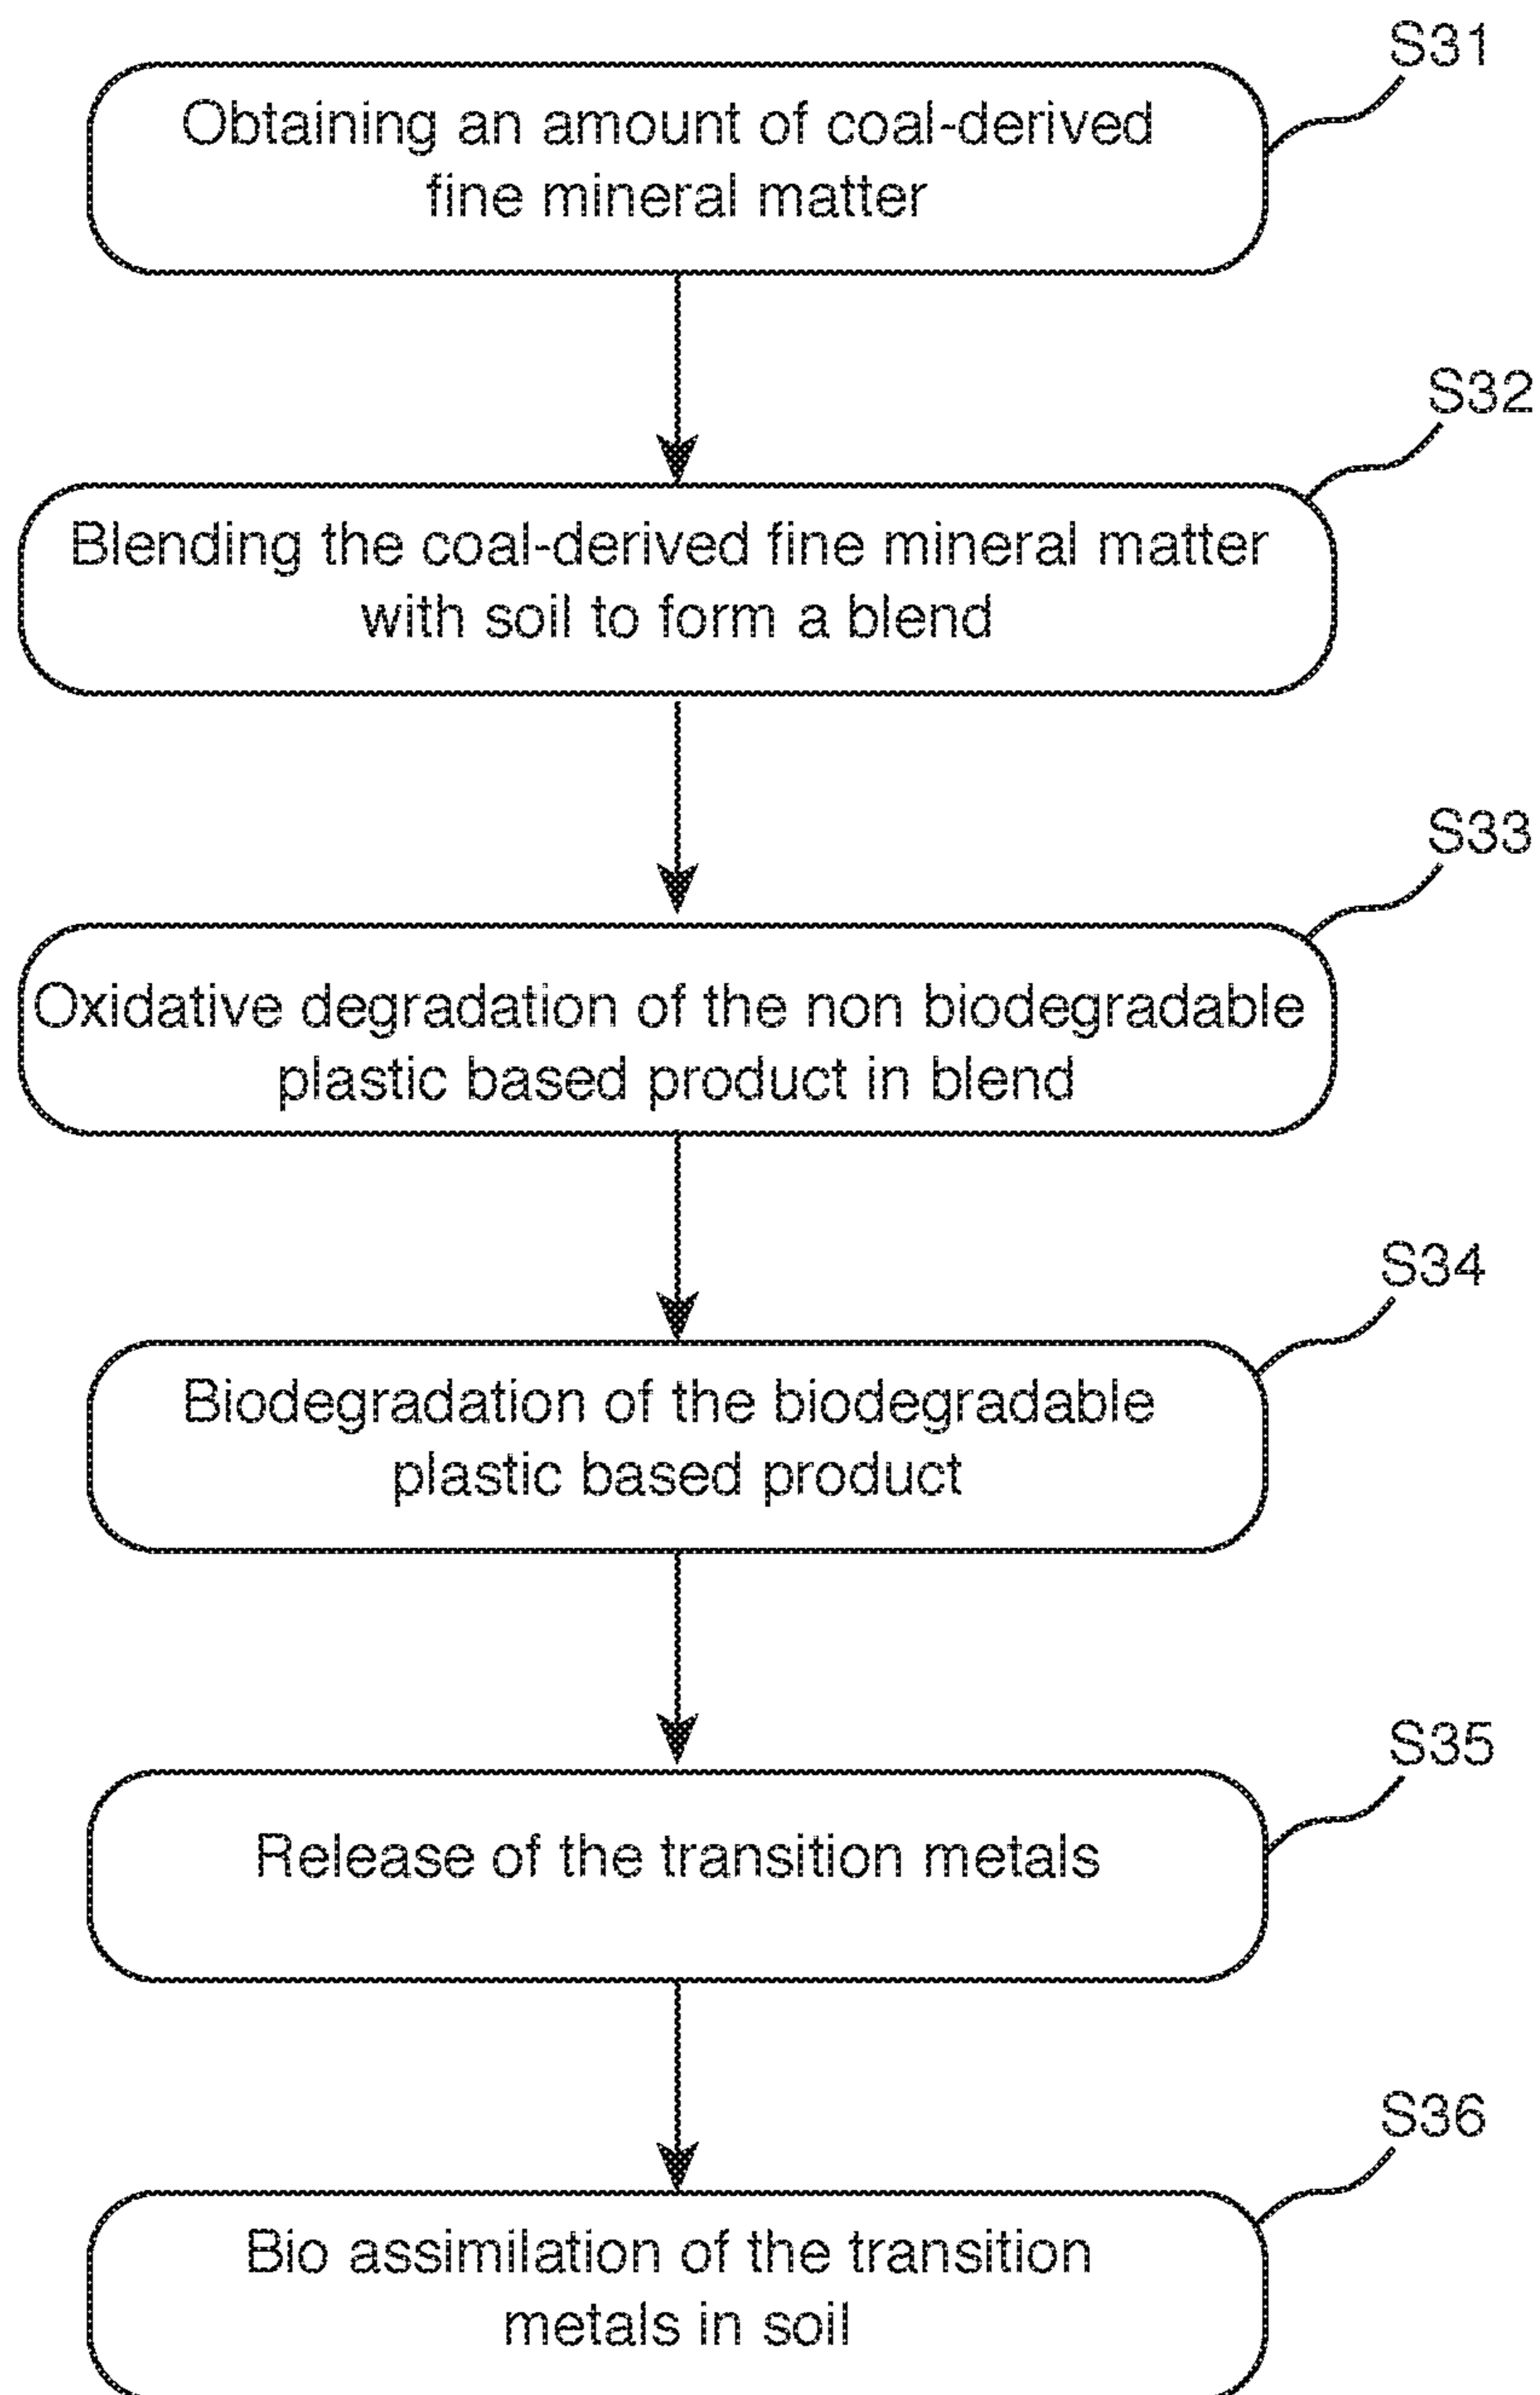 S31
Obtaining an amount of coal-derived
fine mineral matter
S32
Blending the coal-derived fine mineral matter
with soil to form a blend
S33
Oxidative degradation of the non biodegradable
plastic based product in blend
S34
Biodegradation of the biodegradable
plastic based product
S35
Release of the transition metals
S36
Bio assimilation of the transition
metals in soil